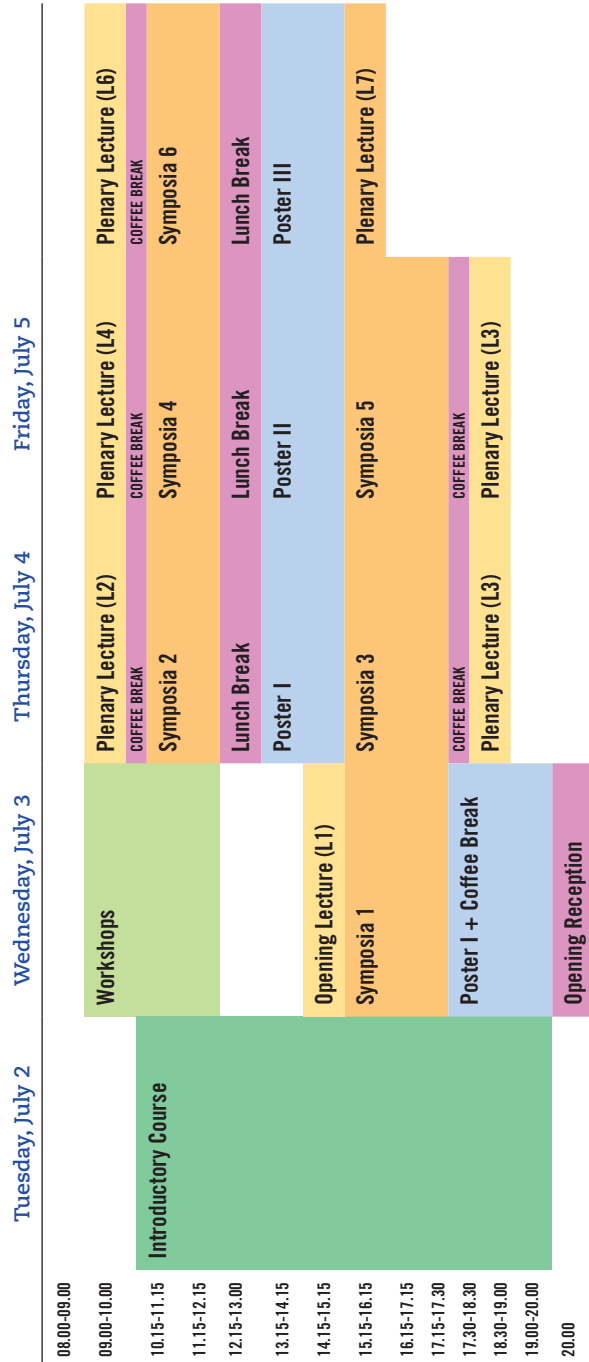 Tuesday, July 2
Wednesday, July 3
Thursday, July 4
Friday, July 5
08.00-09.00
09.00-10.00
10.15-11.15
11.15-12.15
12.15-13.00
13.15-14.15
14.15-15.15
15.15-16.15
16.15-17.15
17.15-17.30
17.30-18.30
18.30-19.00
19.00-20.00
20.00
Introductory Course
Workshops
Opening Lecture (L1)
Symposia 1
Poster I + Coffee Break
Opening Reception
Plenary Lecture (L2)
COFFEE BREAK
Symposia 2
Lunch Break
Poster I
Symposia 3
COFFEE BREAK
Plenary Lecture (L3)
Plenary Lecture (L4)
COFFEE BREAK
Symposia 4
Lunch Break
Poster II
Symposia 5
COFFEE BREAK
Plenary Lecture (L3)
Plenary Lecture (L6)
COFFEE BREAK
Symposia 6
Lunch Break
Poster III
Plenary Lecture (L7)